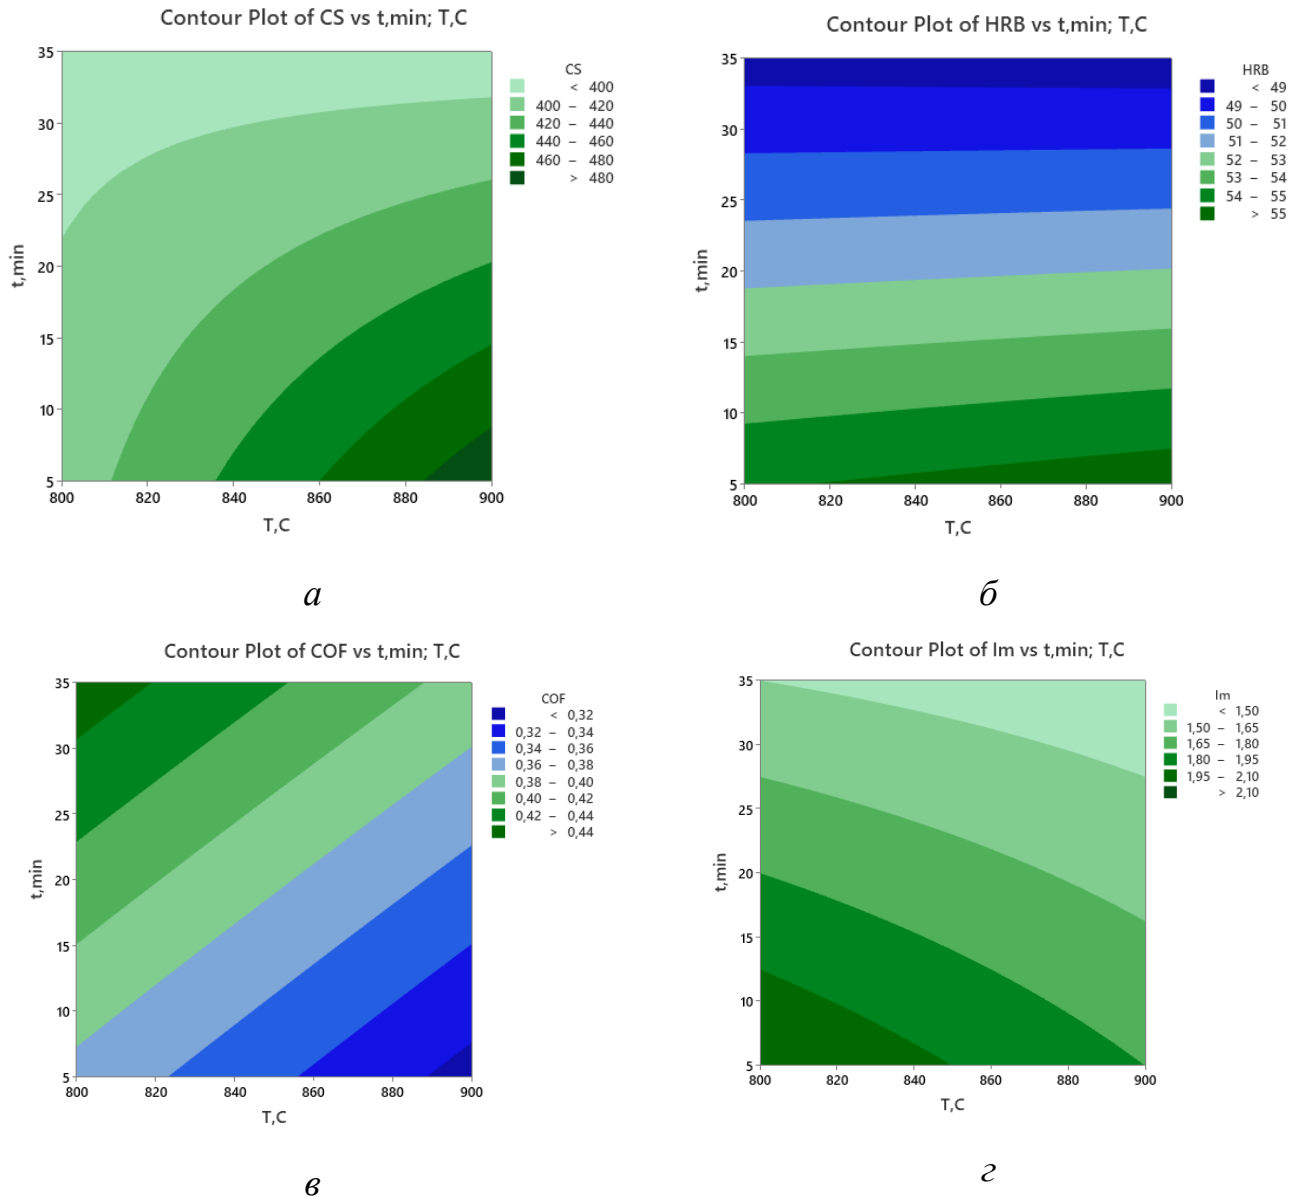 Contour Plot of CS vs t,min; T,C
CS
< 400
400 – 420
420 – 440
440 – 460
460 – 480
> 480
35
30
25
20
15
10
5
t,min
800 820 840 860 880 900
T,C
а
Contour Plot of HRB vs t,min; T,C
HRB
< 49
49 – 50
50 – 51
51 – 52
52 – 53
53 – 54
54 – 55
> 55
35
30
25
20
15
10
5
t,min
800 820 840 860 880 900
T,C
б
Contour Plot of COF vs t,min; T,C
COF
< 0,32
0,32 – 0,34
0,34 – 0,36
0,36 – 0,38
0,38 – 0,40
0,40 – 0,42
0,42 – 0,44
> 0,44
35
30
25
20
15
10
5
t,min
800 820 840 860 880 900
T,C
в
Contour Plot of Im vs t,min; T,C
Im
< 1,50
1,50 – 1,65
1,65 – 1,80
1,80 – 1,95
1,95 – 2,10
> 2,10
35
30
25
20
15
10
5
t,min
800 820 840 860 880 900
T,C
г